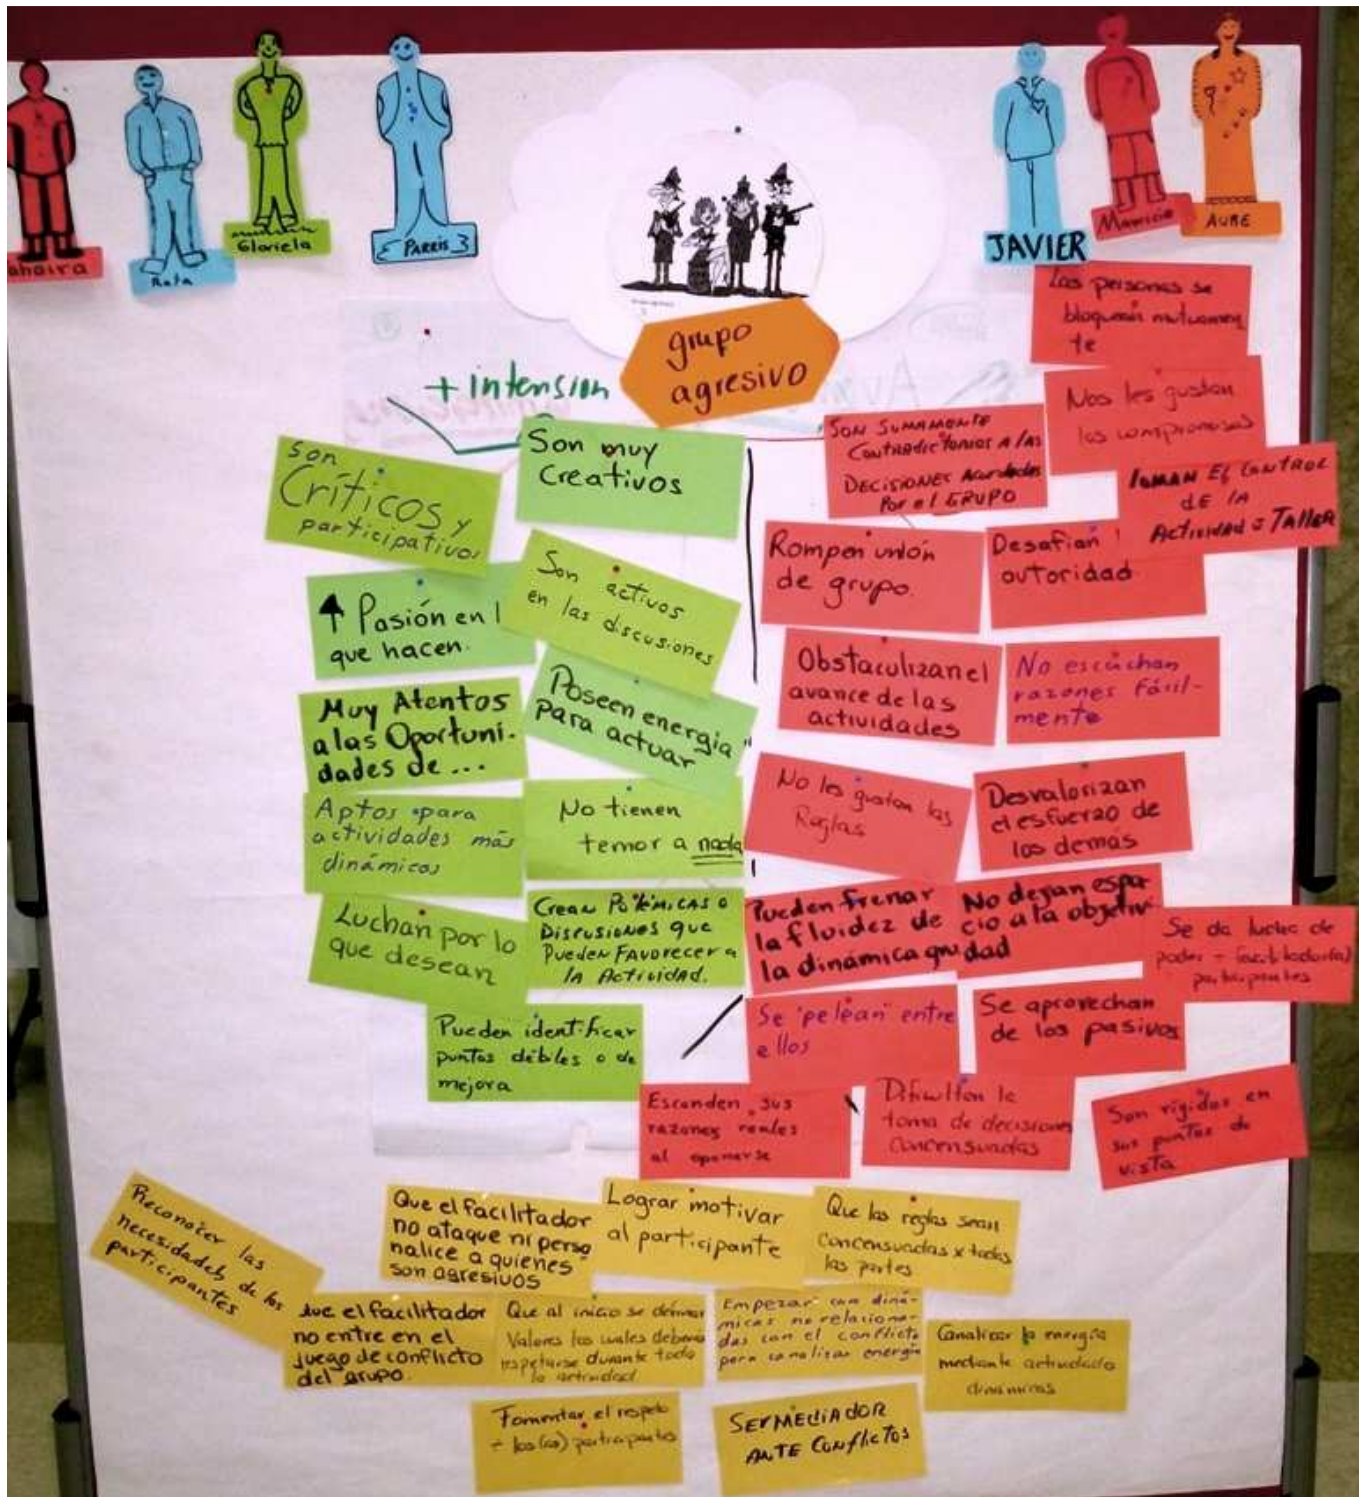 Glariela
PARRIS
JAVIER
Mauricio
AURE
grupo
agresivo
+ intension
Las personas se
bloquean mutuamen
te
Nos les gustan
los compromisos
SON SUMAMENTE
CONTRADICTORIOS A lAS
DECISIONES Acordadas
Por el GRUPO
TOMAN EL CONTROL
DE lA
Actividad o TAllER
Son
Críticos y
participativos
Son muy
Creativos
Rompen unión
de grupo.
Desafían
autoridad
↑ Pasión en l
que hacen.
Son activos
en las discusiones
Obstaculizan el
avance de las
actividades
No escuchan
razones fácil-
mente
Muy Atentos
a las Oportuni-
dades de...
Poseen energia
para actuar
No les gustan las
Reglas
Desvalorizan
el esfuerzo de
los demás
Aptos para
actividades más
dinámicas
No tienen
temor a nada
Pueden frenar
la fluidez de
la dinámica gru
No dejan espa-
cio a la objetivi
dad
Se da lucha de
poder - facilitador(a)
participantes
Luchan por lo
que desean
Crean Polémicas o
Discusiones que
Pueden Favorecer a
la Actividad.
Se "pelean" entre
ellos
Se aprovechan
de los pasivos
Pueden identificar
puntos débiles o de
mejora
Esconden sus
razones reales
al oponerse
Dificultan la
toma de decisiones
concensuadas
Son rígidos en
sus puntos de
vista
Reconocer las
necesidades de los
participantes
Que el facilitador
no ataque ni perso
nalice a quienes
son agresivos
Lograr motivar
al participante
Que las reglas sean
concensuadas x todas
las partes
Que el facilitador
no entre en el
juego de conflicto
del grupo.
Que al inicio se definan
Valores los cuales deberan
respetarse durante toda
la actividad
Empezar con diná-
micas no relaciona-
das con el conflicto
para canalizar energía
Canalizar la energía
mediante actividades
dinámicas
Fomentar el respeto
- los(as) participantes
SER MEDIADOR
ANTE Conflictos